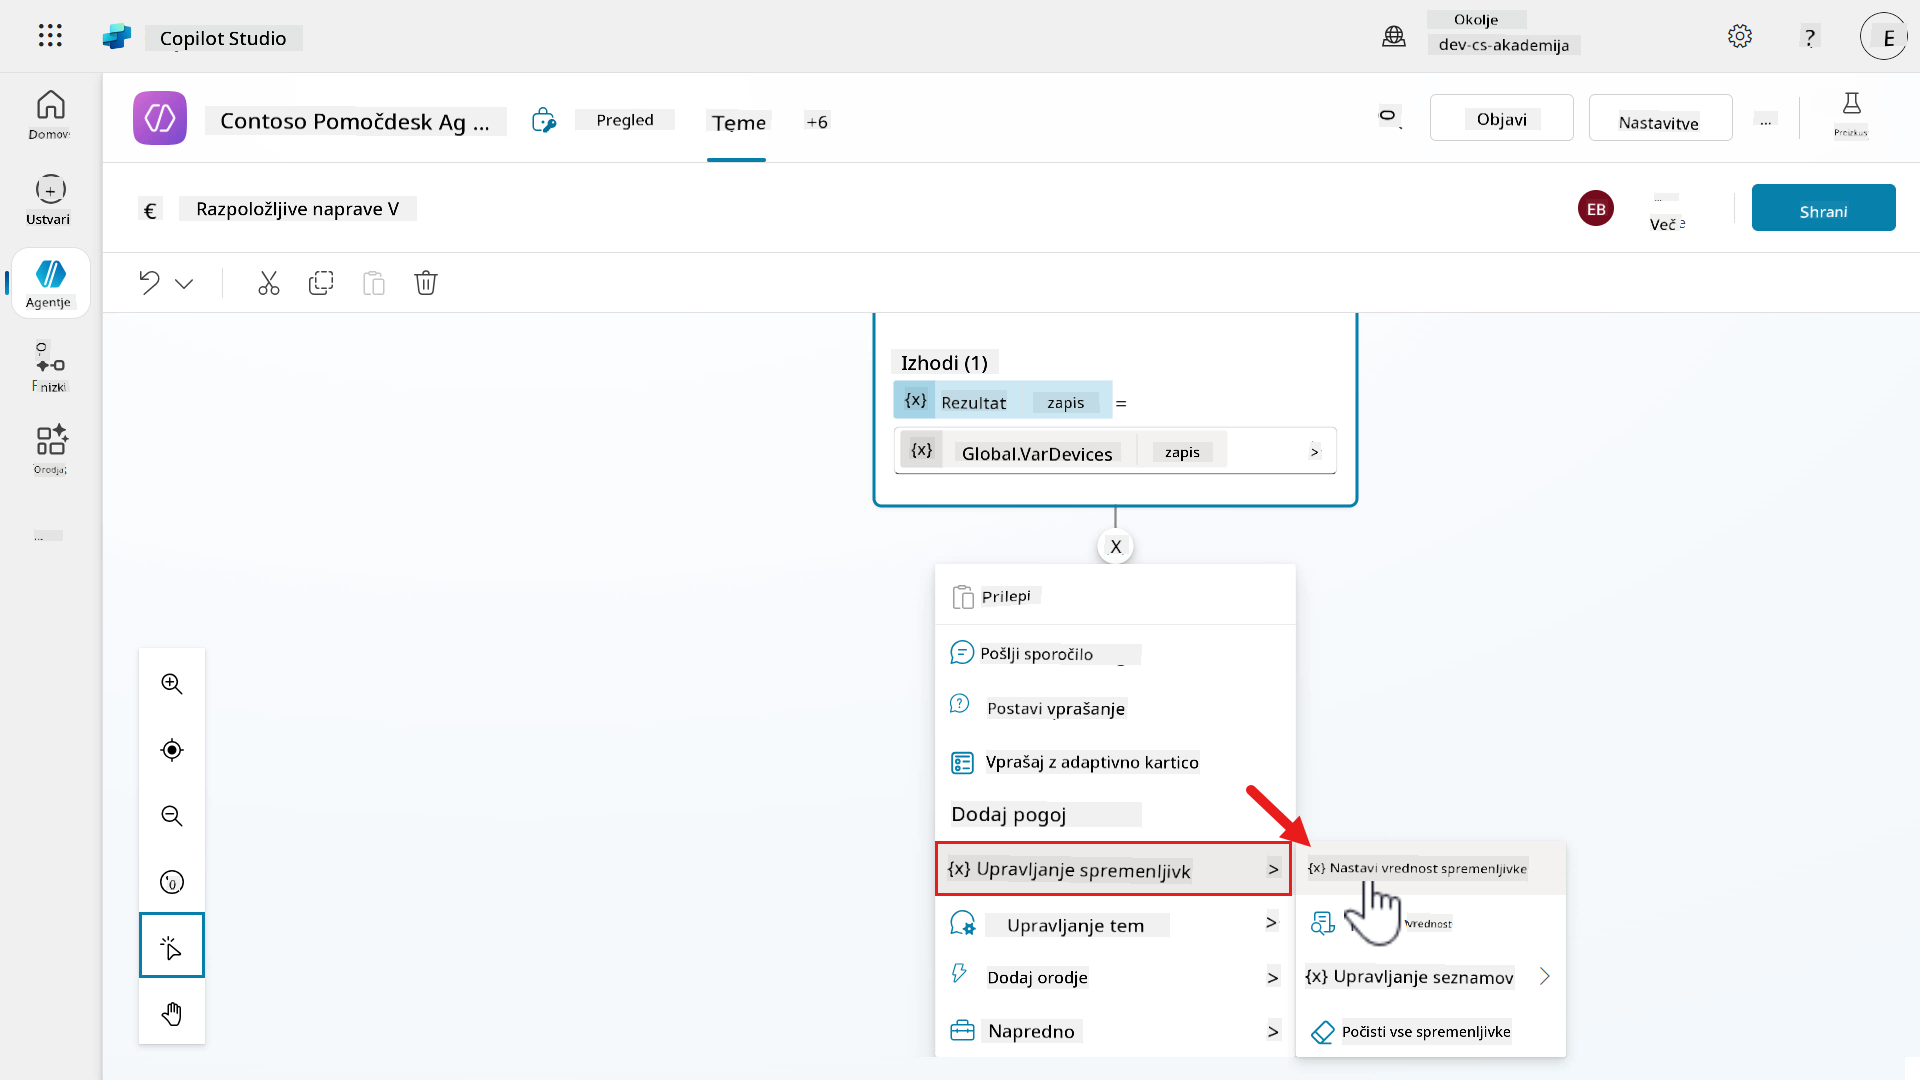 Copilot Studio
Okolje
dev-cs-akademija
?
E
Domov
Ustvari
Agentje
Orodja
Contoso Pomočdesk Ag ...
Pregled
Teme
+6
Objavi
Nastavitve
...
Preizkus
€
Razpoložljive naprave V
EB
...
Več
Shrani
Izhodi (1)
{x} Rezultat zapis =
{x} Global.VarDevices zapis >
X
Prilepi
Pošlji sporočilo
Postavi vprašanje
Vprašaj z adaptivno kartico
Dodaj pogoj
{x} Upravljanje spremenljivk >
Upravljanje tem >
Dodaj orodje >
Napredno >
{x} Nastavi vrednost spremenljivke
vrednost
{x} Upravljanje seznamov
Počisti vse spremenljivke